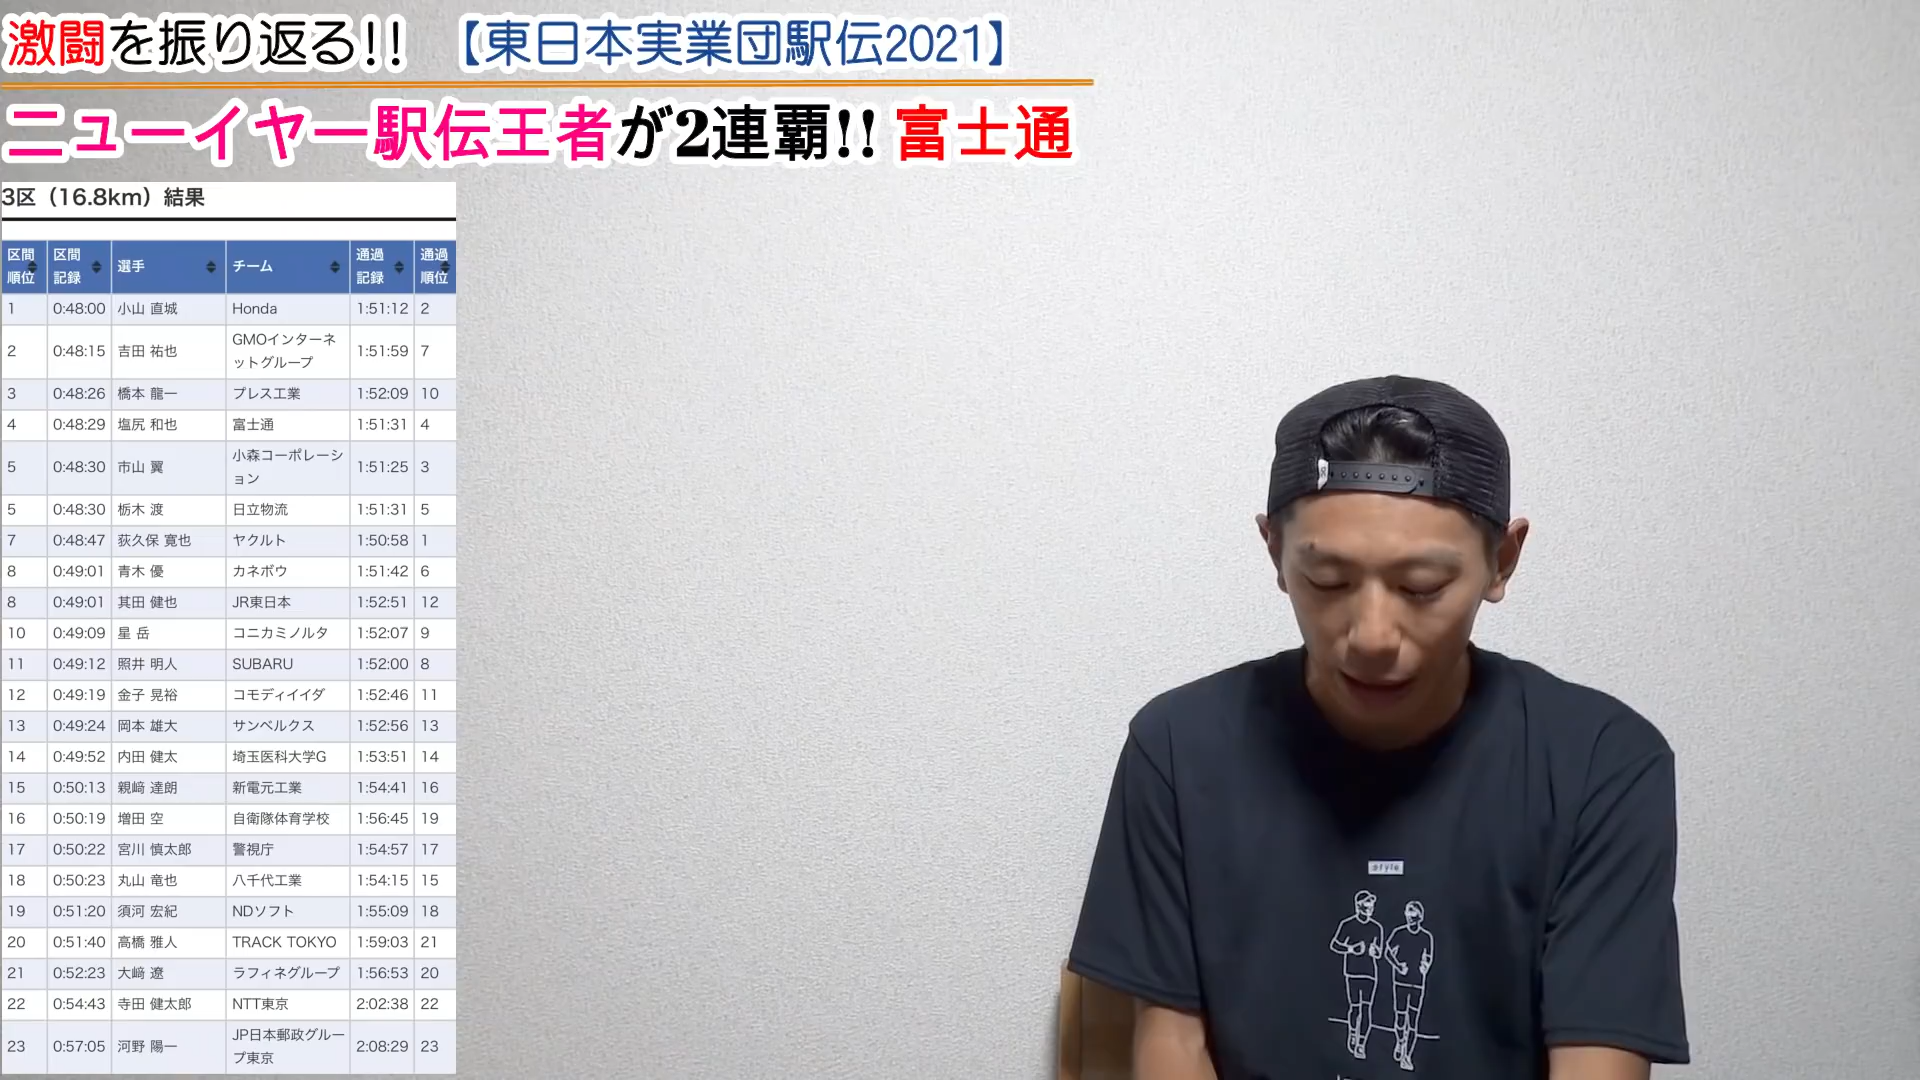 激闘を振り返る!! 【東日本実業団駅伝2021】
ニューイヤー駅伝王者が2連覇!! 富士通
3区（16.8km）結果
区間順位 区間記録 選手 チーム 通過記録 通過順位
1 0:48:00 小山 直城 Honda 1:51:12 2
2 0:48:15 吉田 祐也 GMOインターネットグループ 1:51:59 7
3 0:48:26 橋本 龍一 プレス工業 1:52:09 10
4 0:48:29 塩尻 和也 富士通 1:51:31 4
5 0:48:30 市山 翼 小森コーポレーション 1:51:25 3
5 0:48:30 栃木 渡 日立物流 1:51:31 5
7 0:48:47 荻久保 寛也 ヤクルト 1:50:58 1
8 0:49:01 青木 優 カネボウ 1:51:42 6
8 0:49:01 其田 健也 JR東日本 1:52:51 12
10 0:49:09 星 岳 コニカミノルタ 1:52:07 9
11 0:49:12 照井 明人 SUBARU 1:52:00 8
12 0:49:19 金子 晃裕 コモディイイダ 1:52:46 11
13 0:49:24 岡本 雄大 サンベルクス 1:52:56 13
14 0:49:52 内田 健太 埼玉医科大学G 1:53:51 14
15 0:50:13 親﨑 達朗 新電元工業 1:54:41 16
16 0:50:19 増田 空 自衛隊体育学校 1:56:45 19
17 0:50:22 宮川 慎太郎 警視庁 1:54:57 17
18 0:50:23 丸山 竜也 八千代工業 1:54:15 15
19 0:51:20 須河 宏紀 NDソフト 1:55:09 18
20 0:51:40 高橋 雅人 TRACK TOKYO 1:59:03 21
21 0:52:23 大﨑 遼 ラフィネグループ 1:56:53 20
22 0:54:43 寺田 健太郎 NTT東京 2:02:38 22
23 0:57:05 河野 陽一 JP日本郵政グループ東京 2:08:29 23
style